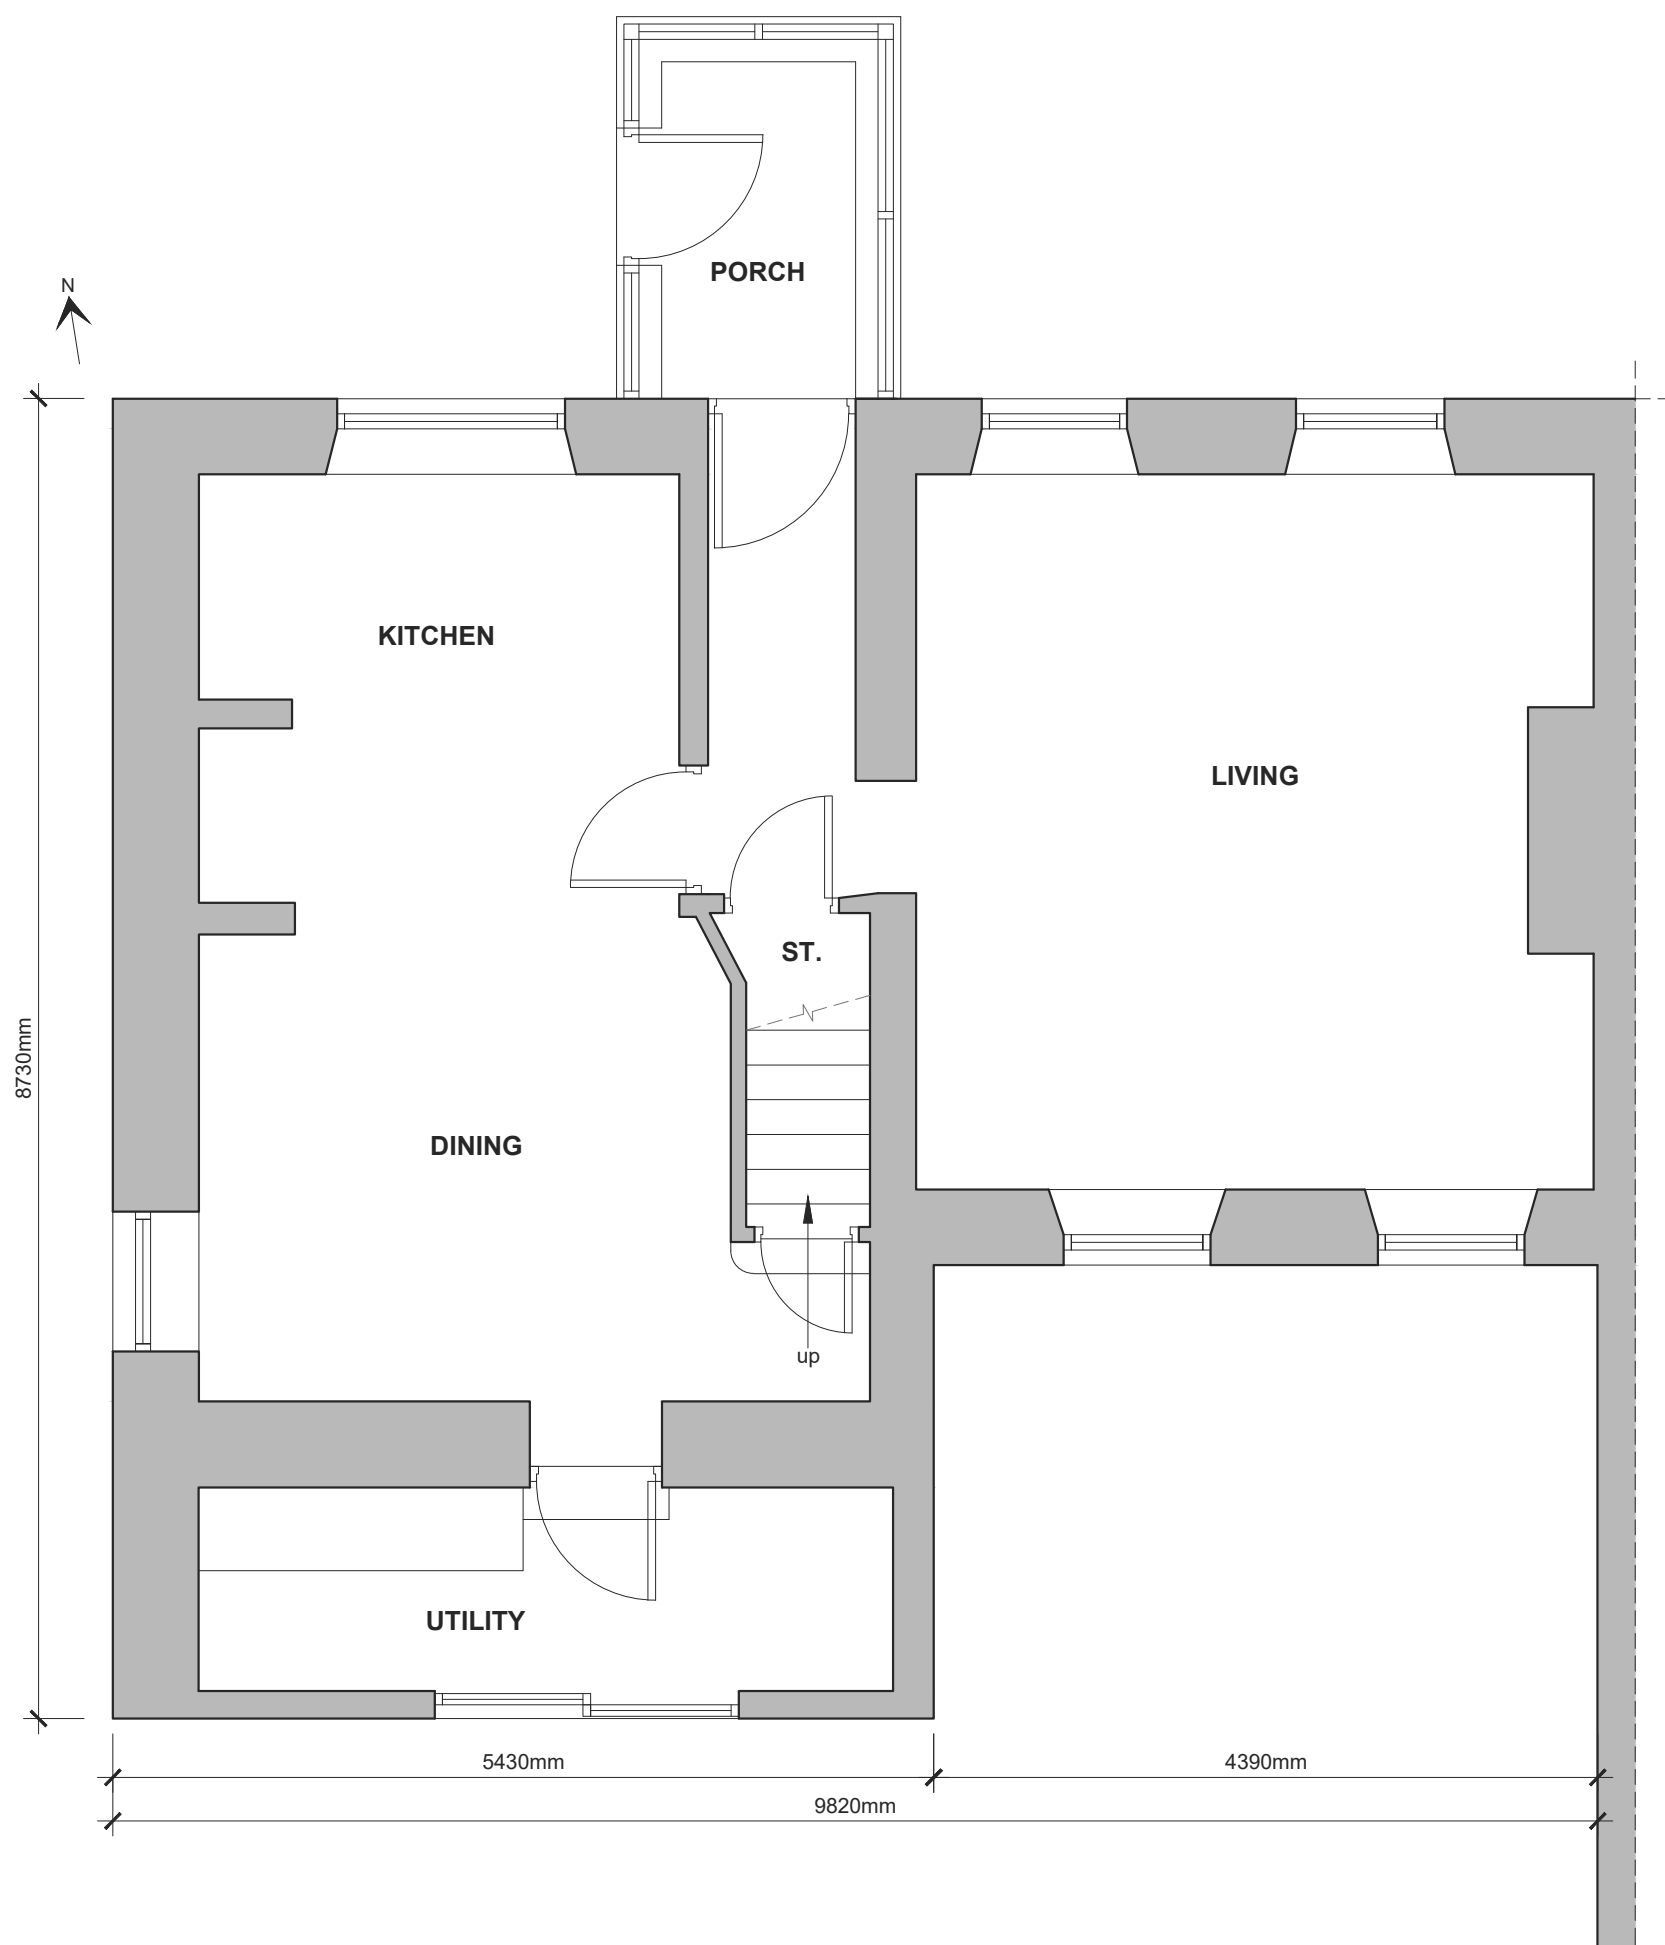 PORCH
N
KITCHEN
LIVING
ST.
8730mm
DINING
up
UTILITY
5430mm
4390mm
9820mm